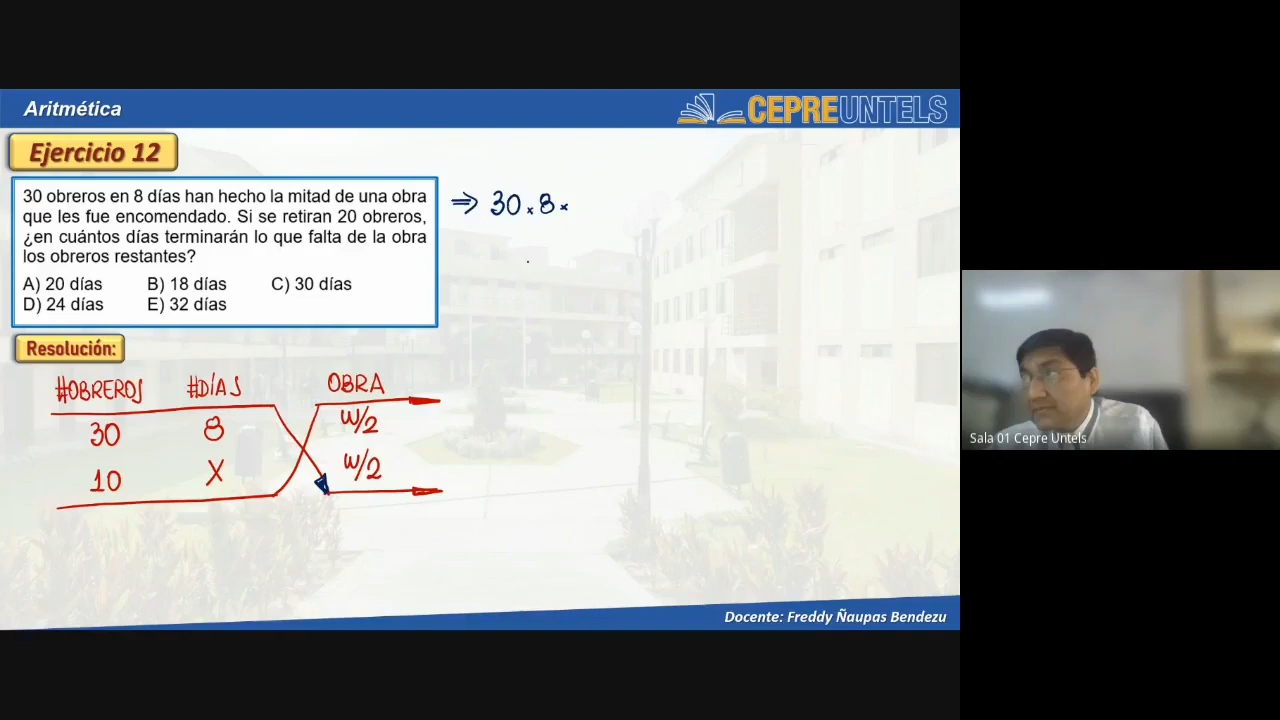 Aritmética
CEPREUNTELS
Ejercicio 12
30 obreros en 8 días han hecho la mitad de una obra
que les fue encomendado. Si se retiran 20 obreros,
¿en cuántos días terminarán lo que falta de la obra
los obreros restantes?
A) 20 días B) 18 días C) 30 días
D) 24 días E) 32 días
⇒ 30 × 8 ×
Resolución:
#OBREROS #DÍAS OBRA
30 8 W/2
10 X W/2
Sala 01 Cepre Untels
Docente: Freddy Ñaupas Bendezu